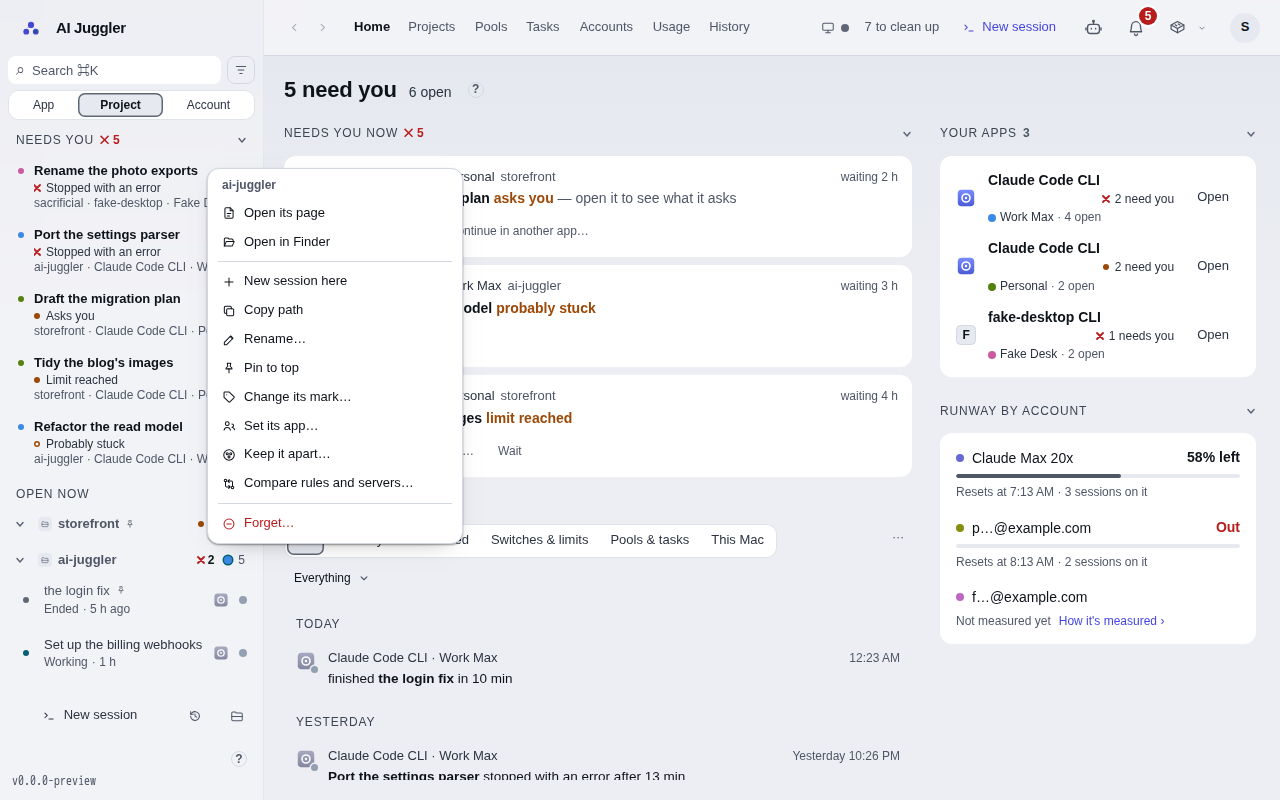 AI Juggler
Search ⌘K
App Project Account
NEEDS YOU 5
Rename the photo exports
Stopped with an error
sacrificial · fake-desktop · Fake
Port the settings parser
Stopped with an error
ai-juggler · Claude Code CLI ·
Draft the migration plan
Asks you
storefront · Claude Code CLI ·
Tidy the blog's images
Limit reached
storefront · Claude Code CLI ·
Refactor the read model
Probably stuck
ai-juggler · Claude Code CLI ·
OPEN NOW
storefront
ai-juggler 2 5
the login fix
Ended · 5 h ago
Set up the billing webhooks
Working · 1 h
New session
?
v0.0.0-preview
Home Projects Pools Tasks Accounts Usage History
7 to clean up
New session
5
S
5 need you 6 open ?
NEEDS YOU NOW 5
storefront waiting 2 h
plan asks you — open it to see what it asks
in another app…
Max ai-juggler waiting 3 h
probably stuck
storefront waiting 4 h
limit reached
Wait
ai-juggler
Open its page
Open in Finder
New session here
Copy path
Rename…
Pin to top
Change its mark…
Set its app…
Keep it apart…
Compare rules and servers…
Forget…
Switches & limits Pools & tasks This Mac
···
Everything
TODAY
Claude Code CLI · Work Max 12:23 AM
finished the login fix in 10 min
YESTERDAY
Claude Code CLI · Work Max Yesterday 10:26 PM
Port the settings parser stopped with an error after 13 min
YOUR APPS 3
Claude Code CLI
2 need you
Work Max · 4 open
Open
Claude Code CLI
2 need you
Personal · 2 open
Open
F
fake-desktop CLI
1 needs you
Fake Desk · 2 open
Open
RUNWAY BY ACCOUNT
Claude Max 20x 58% left
Resets at 7:13 AM · 3 sessions on it
p…@example.com Out
Resets at 8:13 AM · 2 sessions on it
f…@example.com
Not measured yet How it's measured ›